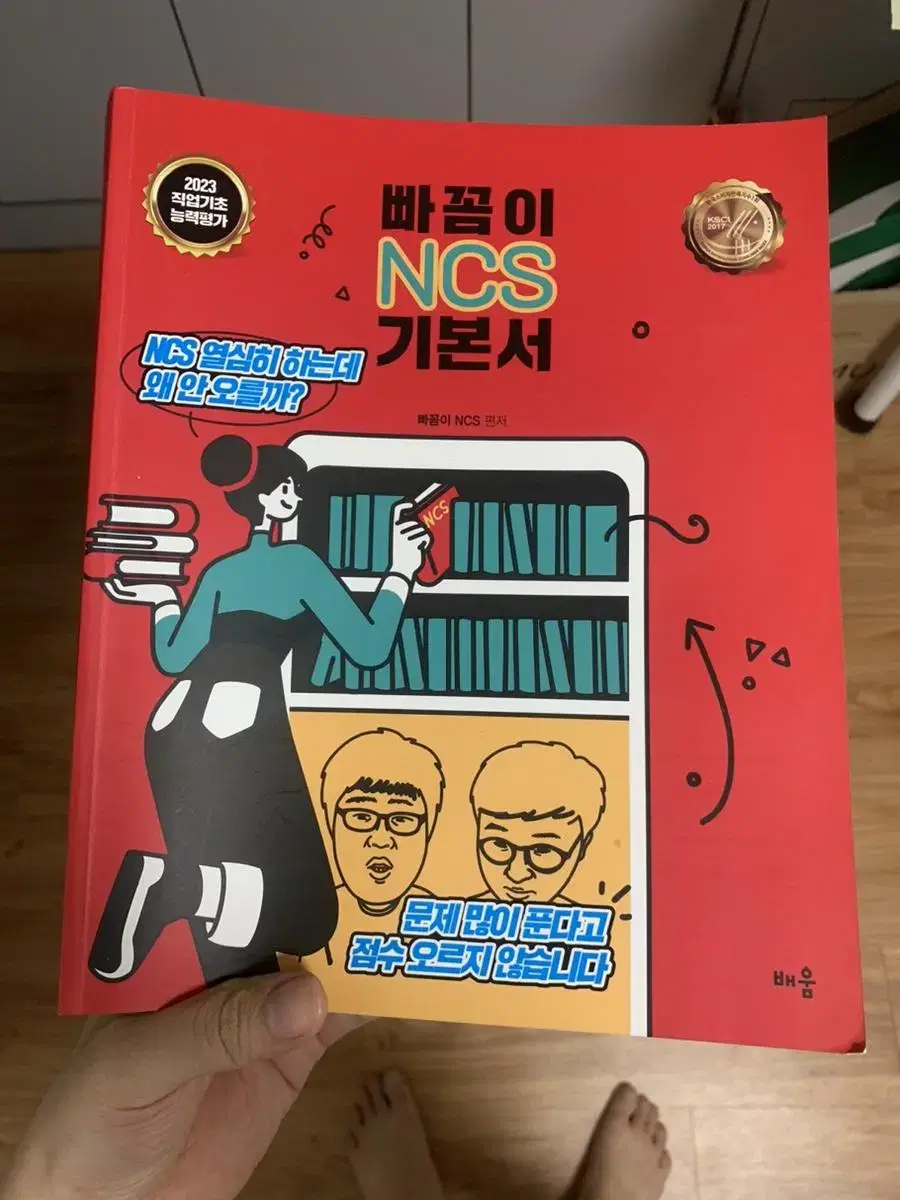 2023
직업기초
능력평가
빠꼼이
NCS
기본서
KSCI
2017
NCS 열심히 하는데
왜 안 오를까?
빠꼼이 NCS 편저
NCS
문제 많이 푼다고
점수 오르지 않습니다
배움